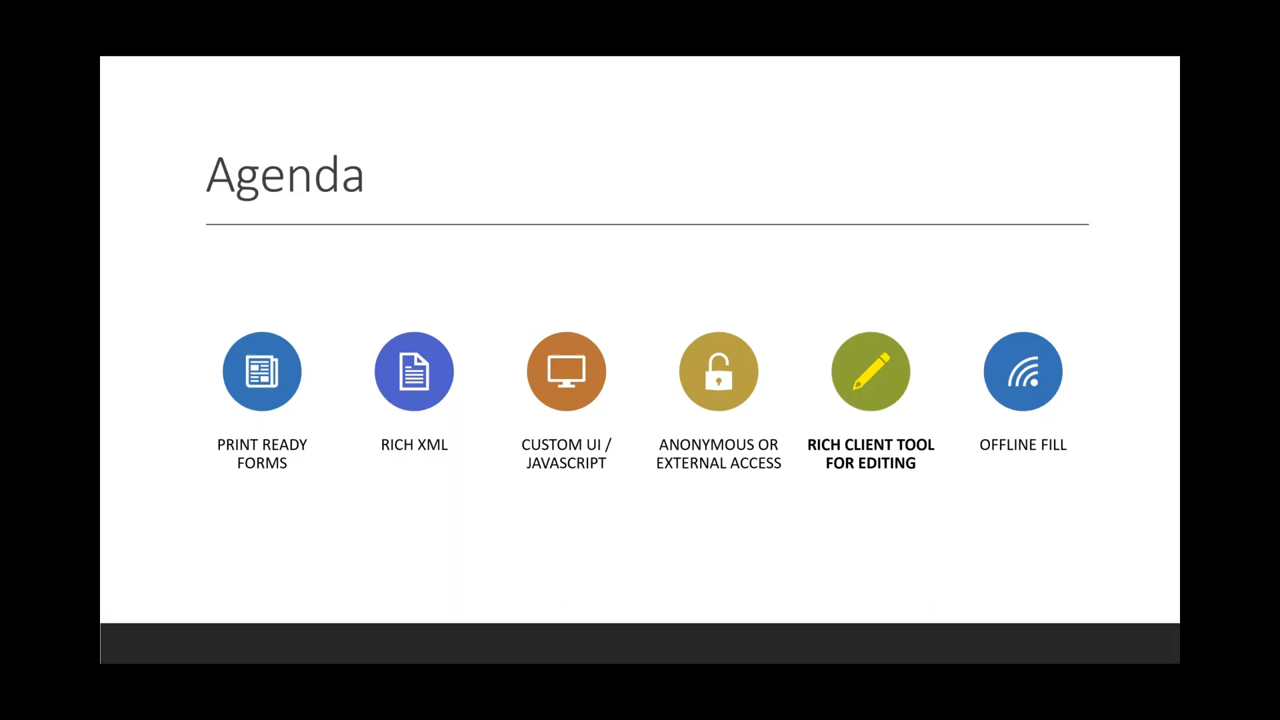 Agenda
PRINT READY
FORMS
RICH XML
CUSTOM UI /
JAVASCRIPT
ANONYMOUS OR
EXTERNAL ACCESS
RICH CLIENT TOOL
FOR EDITING
OFFLINE FILL